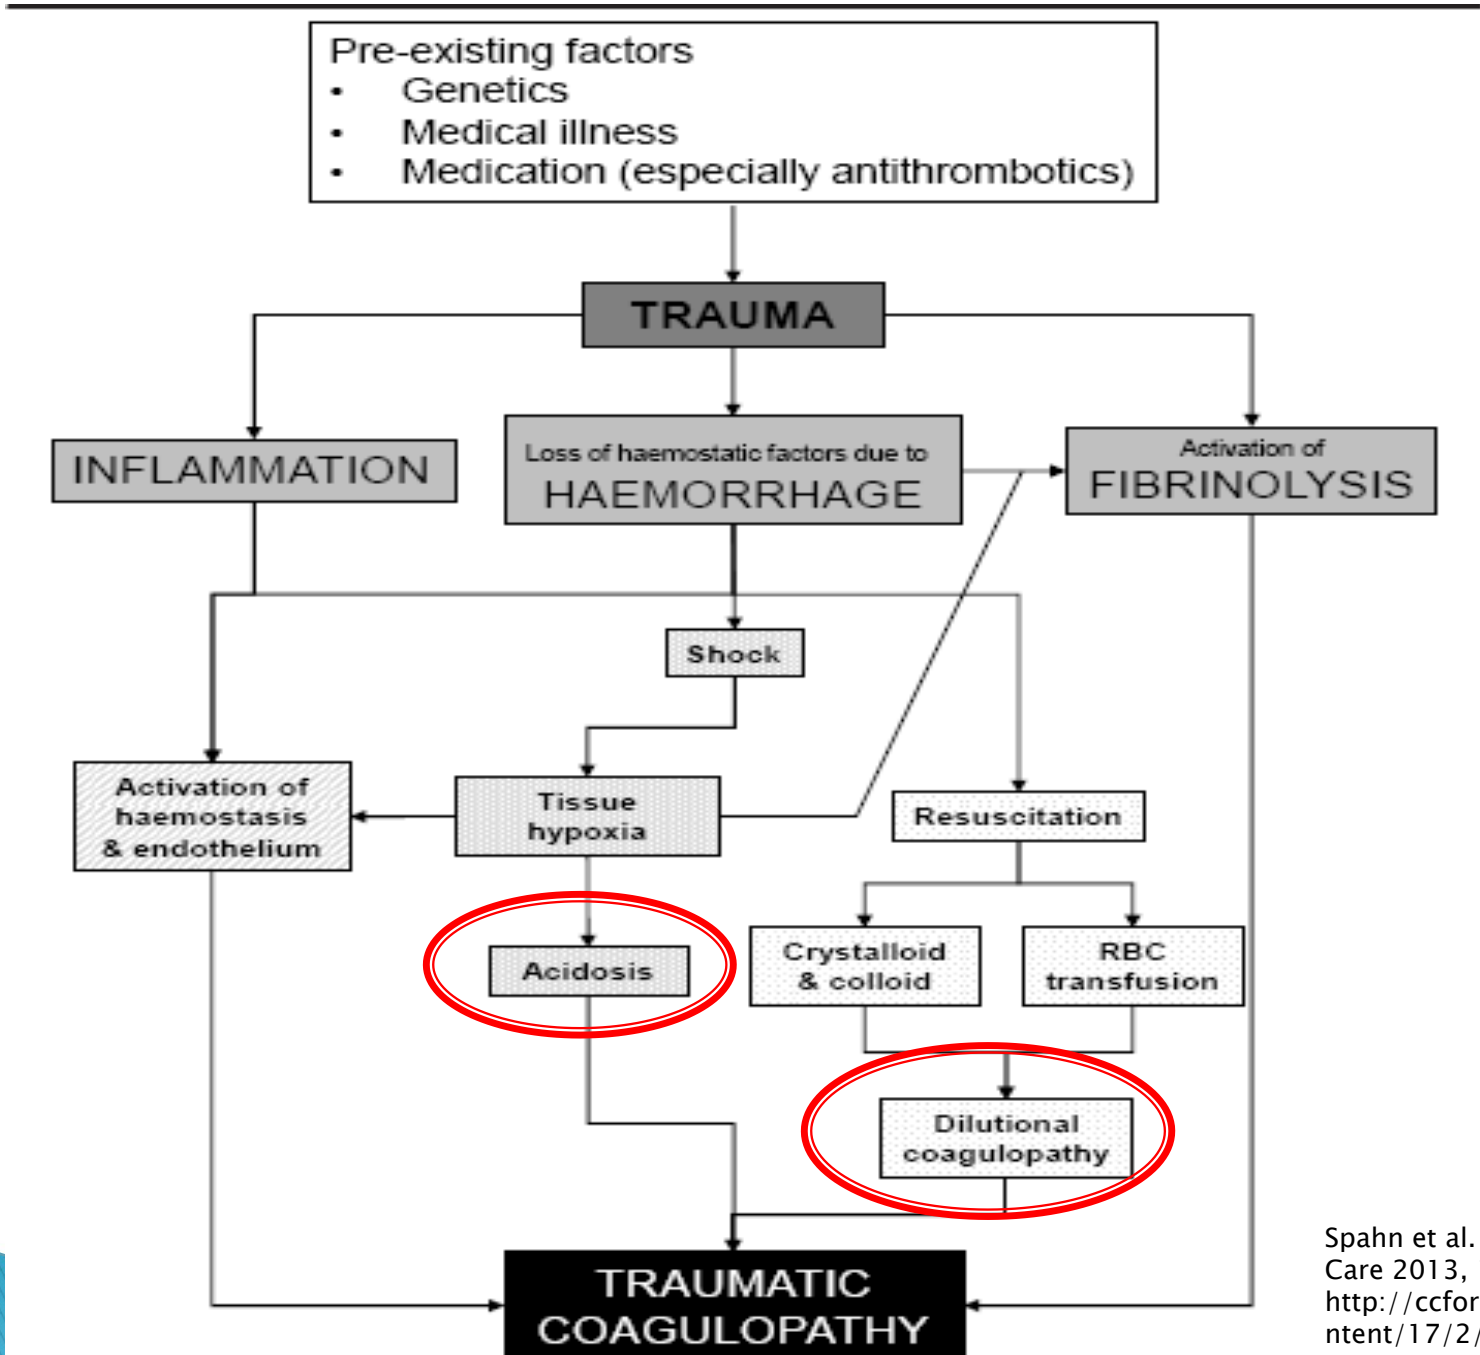 Pre-existing factors
• Genetics
• Medical illness
• Medication (especially antithrombotics)
TRAUMA
INFLAMMATION
Loss of haemostatic factors due to
HAEMORRHAGE
Activation of
FIBRINOLYSIS
Shock
Activation of
haemostasis
& endothelium
Tissue
hypoxia
Resuscitation
Acidosis
Crystalloid
& colloid
RBC
transfusion
Dilutional
coagulopathy
TRAUMATIC
COAGULOPATHY
Spahn et al.
Care 2013,
http://ccfor
ntent/17/2/